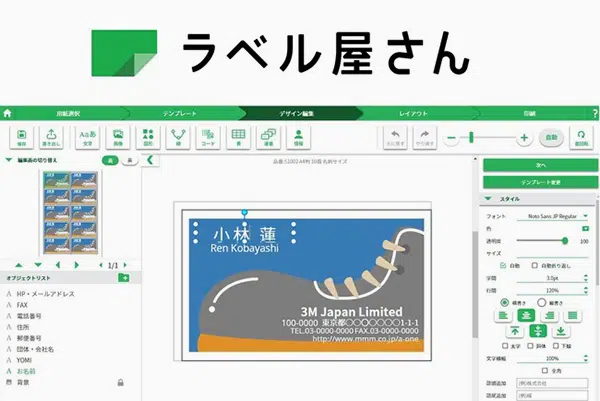 ラベル屋さん
用紙選択
テンプレート
デザイン編集
レイアウト
印刷
?
保存
書き出し
Aaあ
文字
画像
図形
線
コード
表
連番
情報
元に戻す
やり直す
自動
編集面の切り替え
表
裏
品番 51002 A4判 10面 名刺サイズ
次へ
テンプレート変更
1/1
オブジェクトリスト
A HP・メールアドレス
A FAX
A 電話番号
A 住所
A 郵便番号
A 団体・会社名
A YOMI
A お名前
背景
小林 蓮
Ren Kobayashi
3M Japan Limited
100-0000 東京都〇〇〇〇〇〇〇1-1-1
TEL.03-0000-0000 FAX.03-0000-0000
http://www.mmm.co.jp/a-one
スタイル
フォント Noto Sans JP Regular
色
透明度 100
サイズ
自動 自動折り返し
字間 3.0pt
行間 120%
横書き 縦書き
太字 斜体 下線
文字横幅 100%
全角
語頭追加 (例)株式会社
語尾追加 (例)様